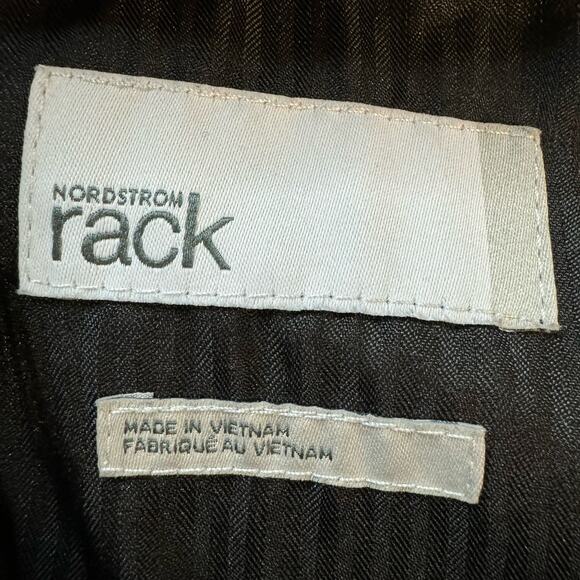 NORDSTROM
rack
MADE IN VIETNAM
FABRIQUÉ AU VIETNAM